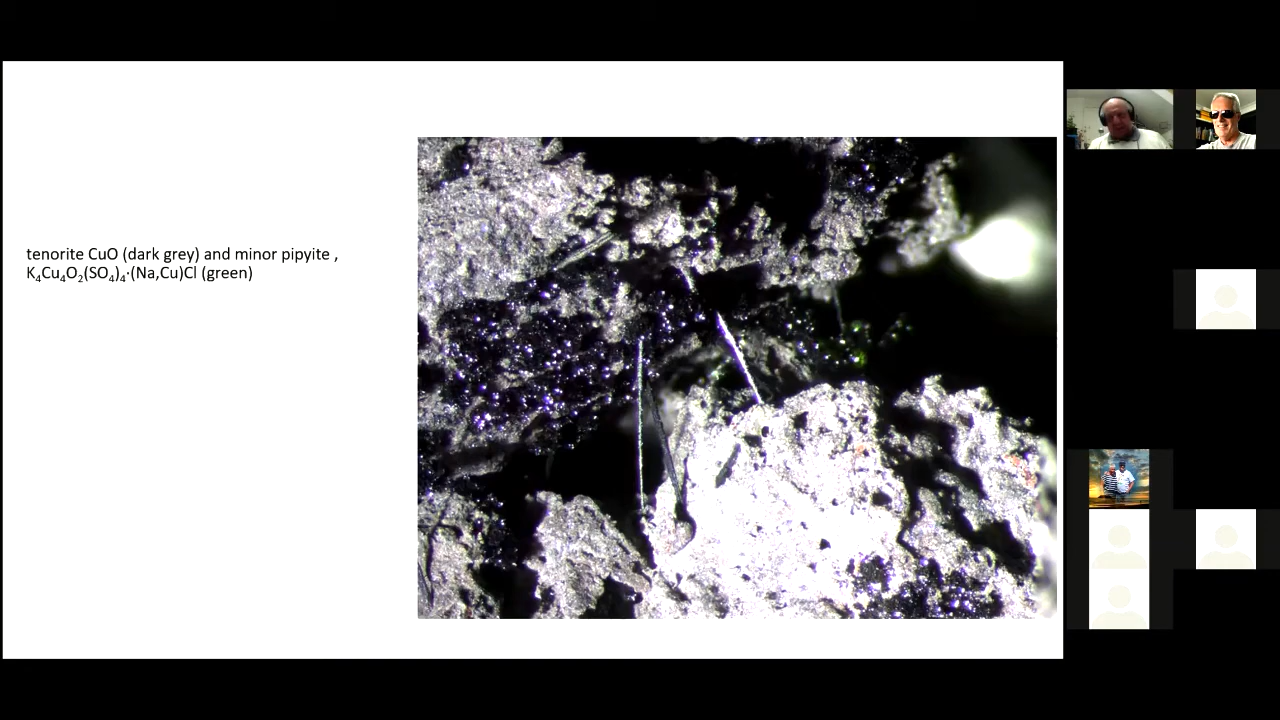 tenorite CuO (dark grey) and minor pipyite ,
K₄Cu₄O₂(SO₄)₄·(Na,Cu)Cl (green)